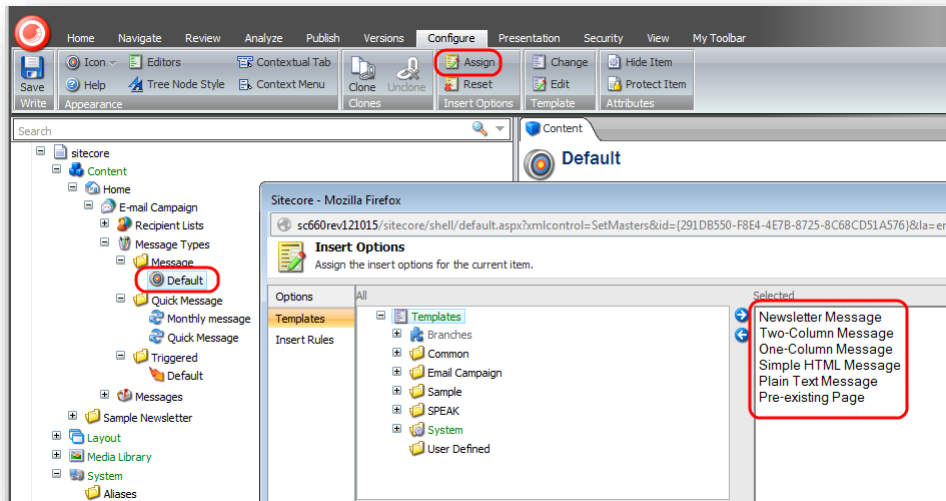 Home Navigate Review Analyze Publish Versions Configure Presentation Security View My Toolbar
Icon Editors Contextual Tab Assign Change Hide Item
Save Help Tree Node Style Context Menu Clone Undone Reset Edit Protect Item
Write Appearance Clones Insert Options Template Attributes
Search
Content
sitecore
Default
Content
Home
Sitecore - Mozilla Firefox
E-mail Campaign
Recipient Lists
sc660rev121015/sitecore/shell/default.aspx?xmlcontrol=SetMasters&id={291DB550-F8E4-4E7B-8725-8C68CD51A576}&la=en
Message Types
Insert Options
Message
Assign the insert options for the current item.
Default
Options All Selected
Quick Message
Templates Templates Newsletter Message
Monthly message
Insert Rules Branches Two-Column Message
Quick Message
Common One-Column Message
Triggered
Email Campaign Simple HTML Message
Default
Sample Plain Text Message
Messages
SPEAK Pre-existing Page
Sample Newsletter
System
Layout
User Defined
Media Library
System
Aliases